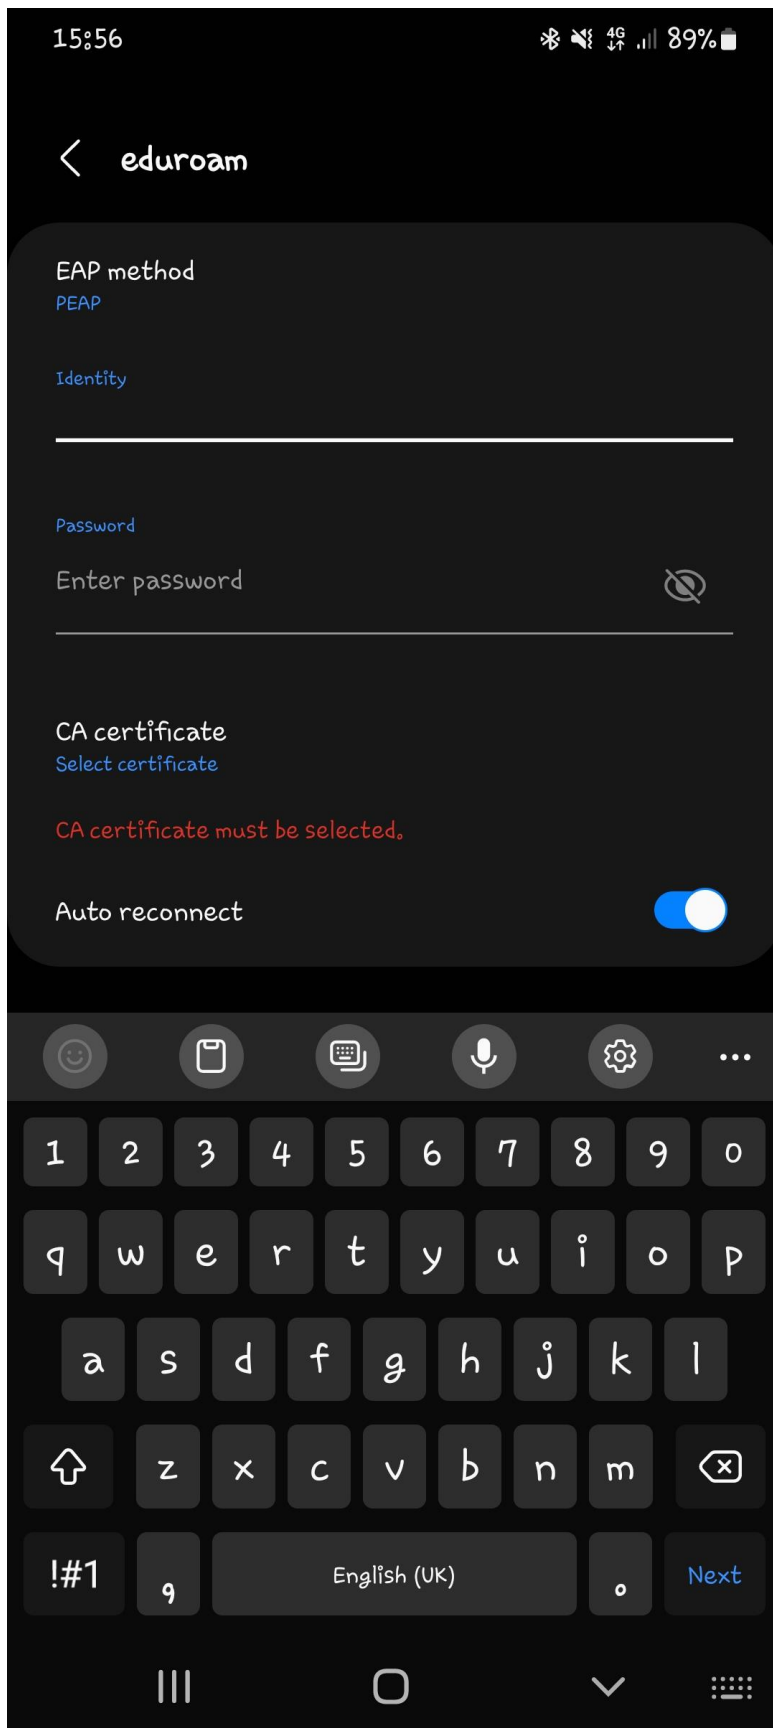 15:56
4G 89%
eduroam
EAP method
PEAP
Identity
Password
Enter password
CA certificate
Select certificate
CA certificate must be selected.
Auto reconnect
1 2 3 4 5 6 7 8 9 0
q w e r t y u i o p
a s d f g h j k l
z x c v b n m
!#1 , English (UK) . Next